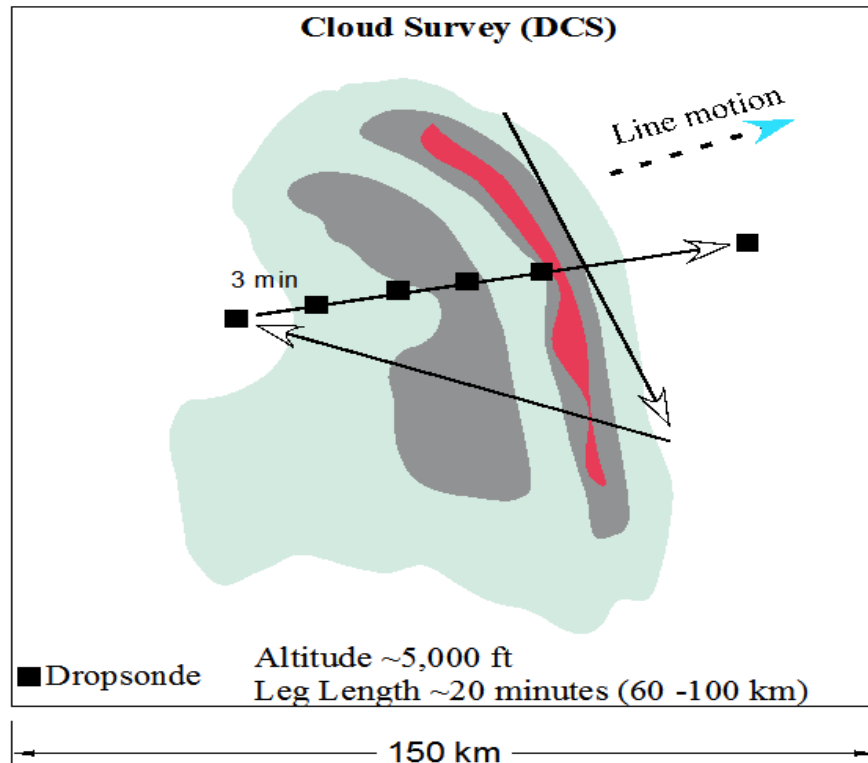 Cloud Survey (DCS)
Line motion
3 min
Dropsonde
Altitude ~5,000 ft
Leg Length ~20 minutes (60 -100 km)
150 km